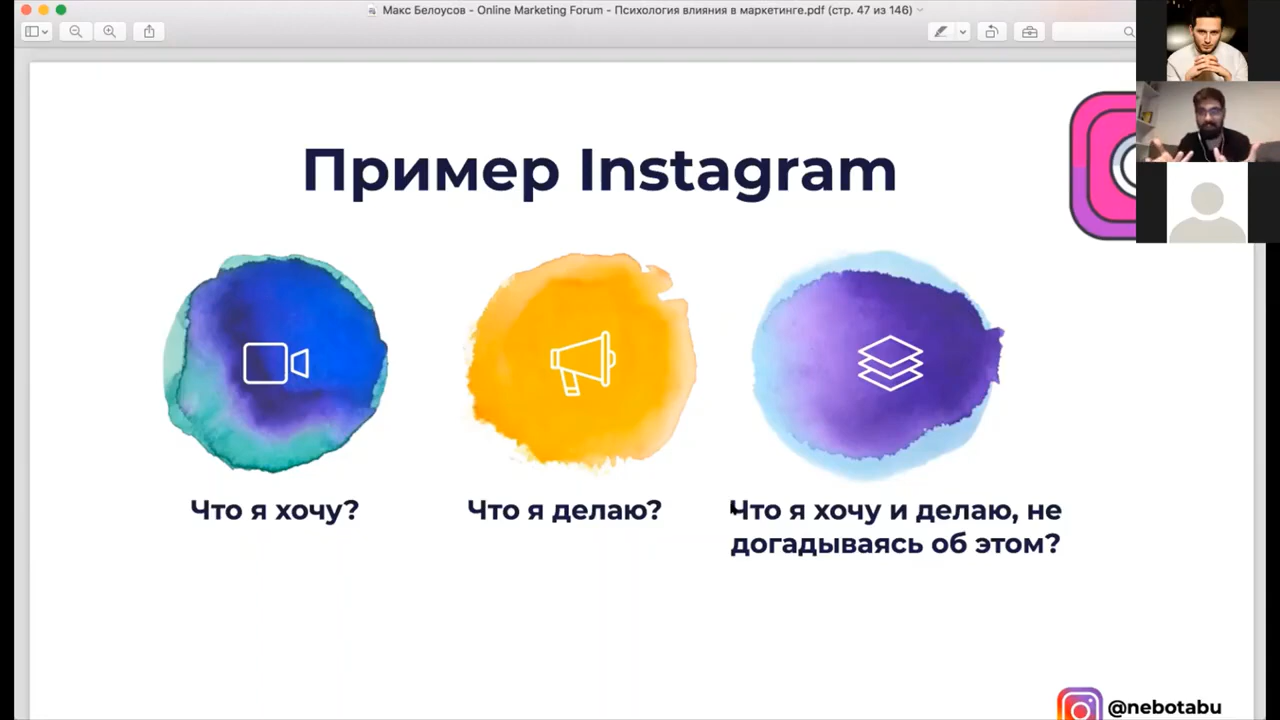 Макс Белоусов - Online Marketing Forum - Психология влияния в маркетинге.pdf (стр. 47 из 146)
Пример Instagram
Что я хочу?
Что я делаю?
Что я хочу и делаю, не
догадываясь об этом?
@nebotabu